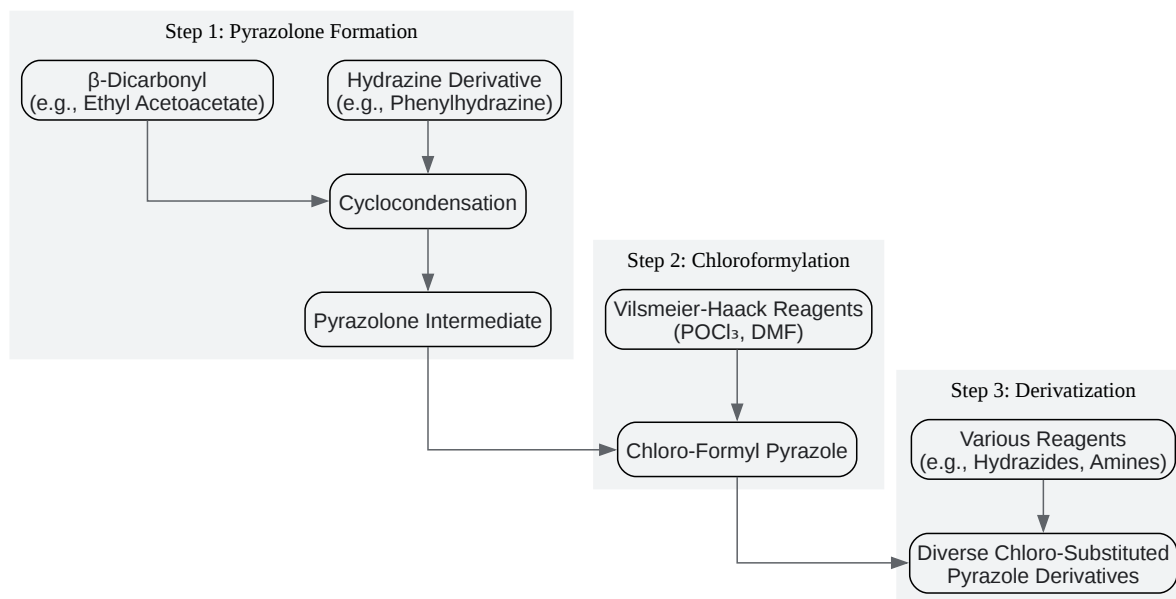 Step 1: Pyrazolone Formation
β-Dicarbonyl
(e.g., Ethyl Acetoacetate)
Hydrazine Derivative
(e.g., Phenylhydrazine)
Cyclocondensation
Pyrazolone Intermediate
Step 2: Chloroformylation
Vilsmeier-Haack Reagents
(POCl₃, DMF)
Chloro-Formyl Pyrazole
Step 3: Derivatization
Various Reagents
(e.g., Hydrazides, Amines)
Diverse Chloro-Substituted
Pyrazole Derivatives